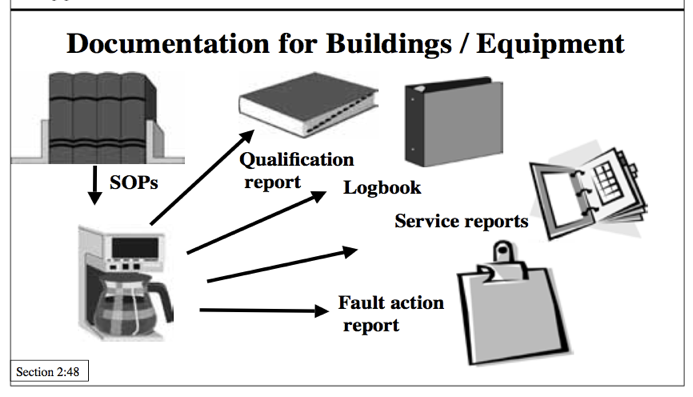 Documentation for Buildings / Equipment
SOPs
Qualification
report
Logbook
Service reports
Fault action
report
Section 2:48